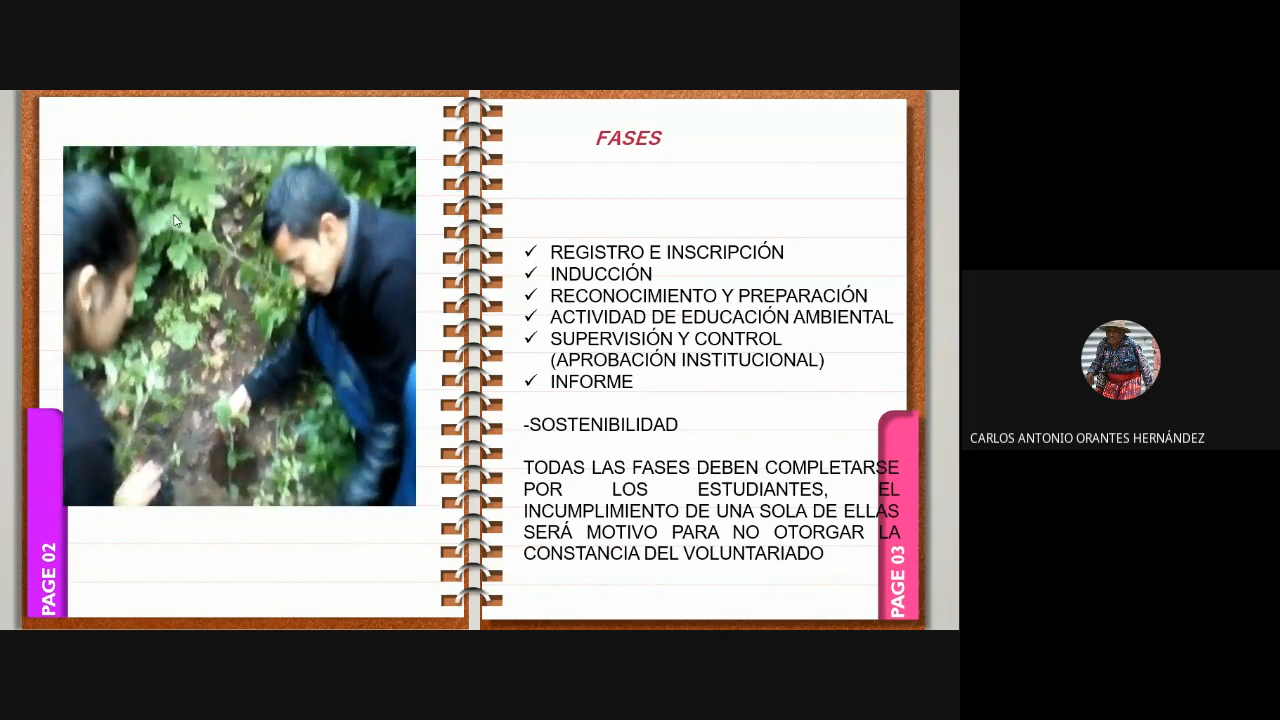 FASES
REGISTRO E INSCRIPCIÓN
INDUCCIÓN
RECONOCIMIENTO Y PREPARACIÓN
ACTIVIDAD DE EDUCACIÓN AMBIENTAL
SUPERVISIÓN Y CONTROL
(APROBACIÓN INSTITUCIONAL)
INFORME
-SOSTENIBILIDAD
TODAS LAS FASES DEBEN COMPLETARSE
POR LOS ESTUDIANTES, EL
INCUMPLIMIENTO DE UNA SOLA DE ELLAS
SERÁ MOTIVO PARA NO OTORGAR LA
CONSTANCIA DEL VOLUNTARIADO
PAGE 02
PAGE 03
CARLOS ANTONIO ORANTES HERNÁNDEZ